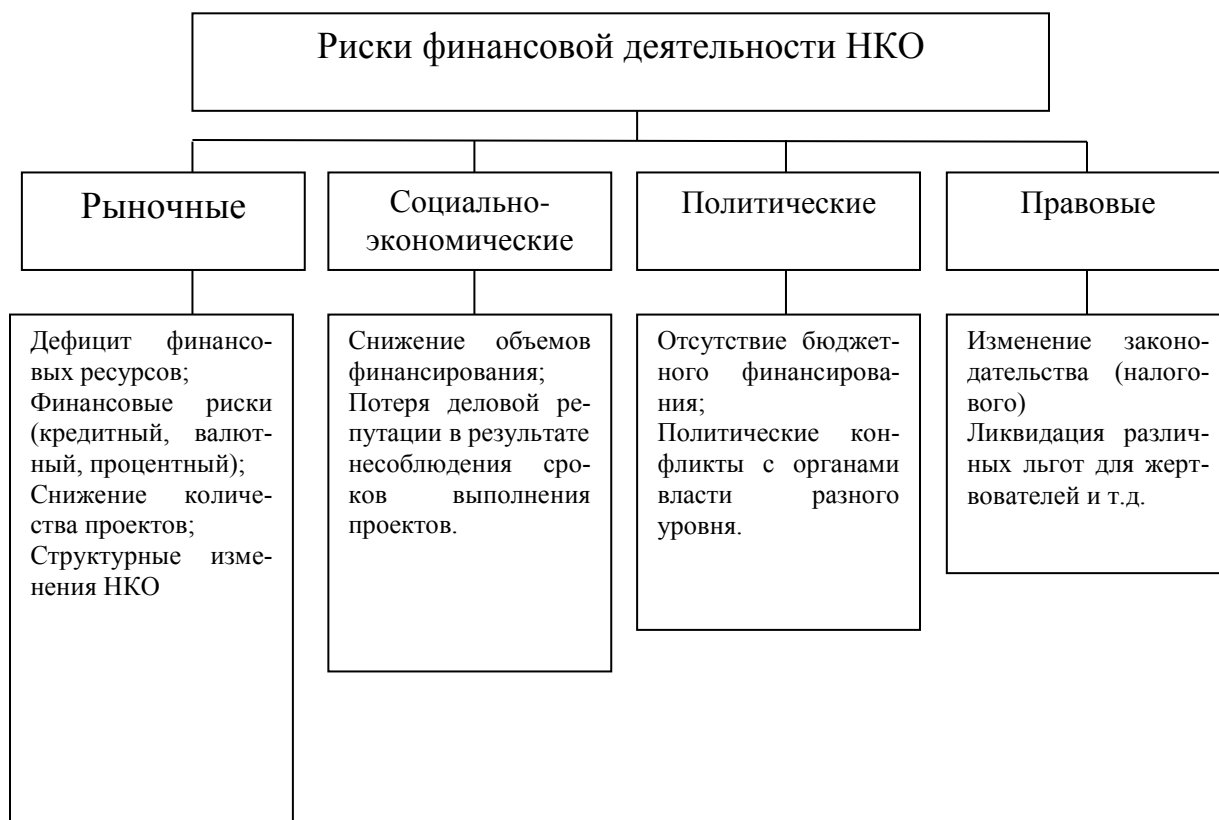 Риски финансовой деятельности НКО
Рыночные
Социально-
экономические
Политические
Правовые
Дефицит финансо-
вых ресурсов;
Финансовые риски
(кредитный, валют-
ный, процентный);
Снижение количе-
ства проектов;
Структурные изме-
нения НКО
Снижение объемов
финансирования;
Потеря деловой ре-
путации в результате
несоблюдения сро-
ков выполнения
проектов.
Отсутствие бюджет-
ного финансирова-
ния;
Политические кон-
фликты с органами
власти разного
уровня.
Изменение законо-
дательства (налого-
вого)
Ликвидация различ-
ных льгот для жерт-
вователей и т.д.